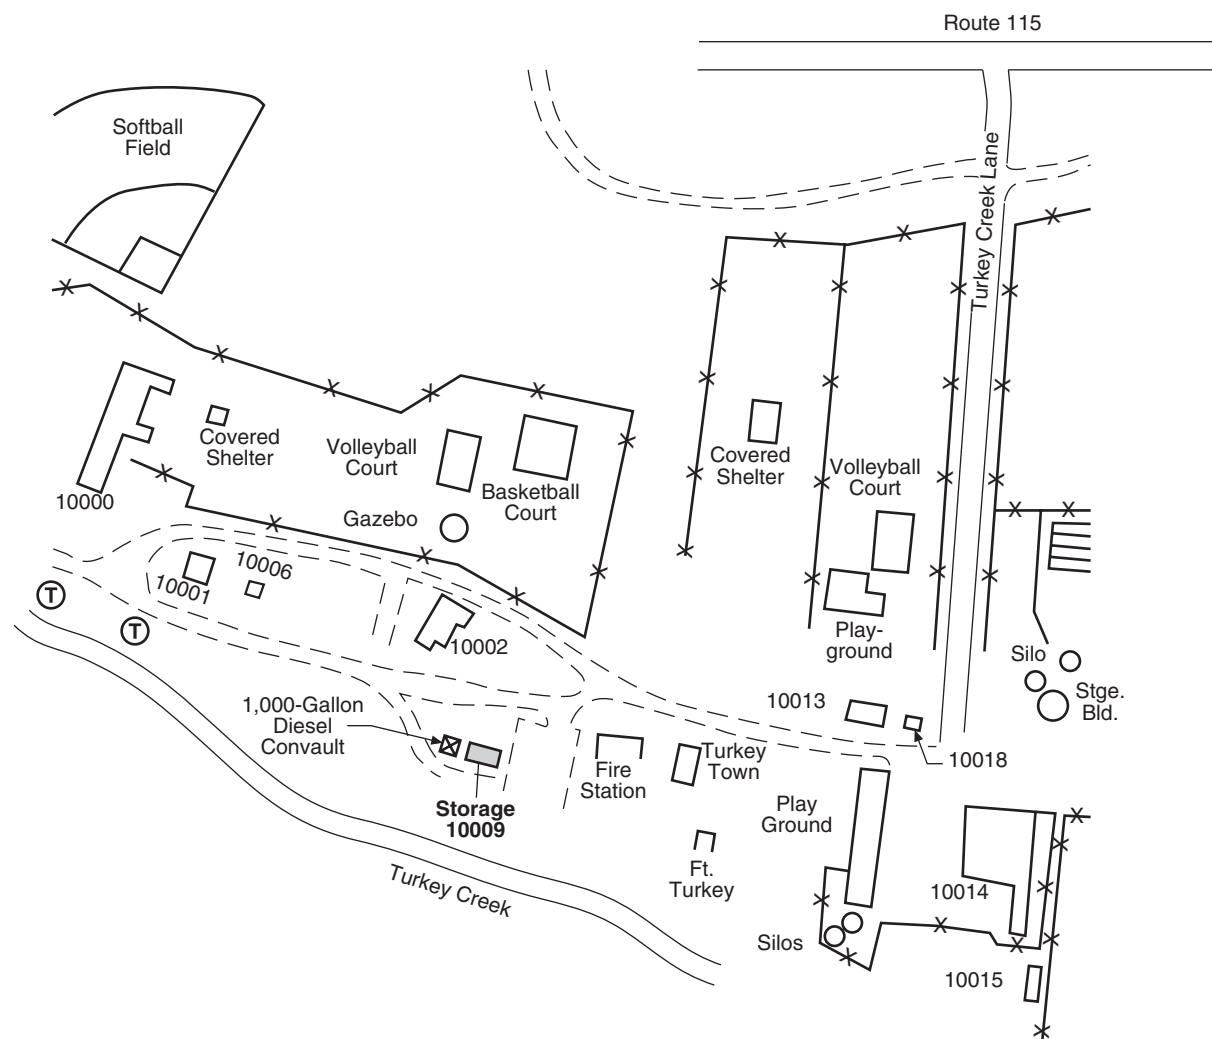 Route 115
Softball
Field
Turkey Creek Lane
Covered
Shelter
Volleyball
Court
Basketball
Court
Gazebo
10000
10001
10006
10002
T
T
Covered
Shelter
Volleyball
Court
Play-
ground
Silo
Stge.
Bld.
1,000-Gallon
Diesel
Convault
Storage
10009
Fire
Station
Turkey
Town
10013
10018
Play
Ground
Ft.
Turkey
Turkey Creek
Silos
10014
10015